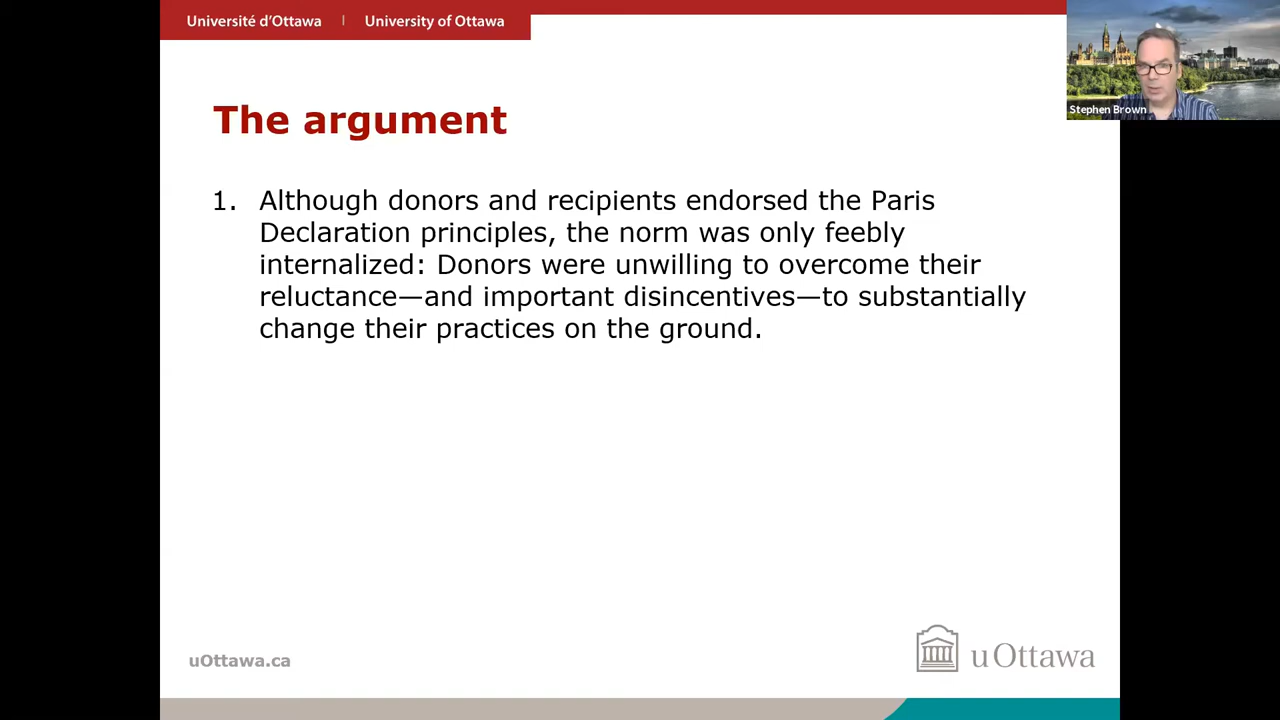 Université d'Ottawa | University of Ottawa
Stephen Brown
The argument
1. Although donors and recipients endorsed the Paris
Declaration principles, the norm was only feebly
internalized: Donors were unwilling to overcome their
reluctance—and important disincentives—to substantially
change their practices on the ground.
uOttawa.ca
uOttawa